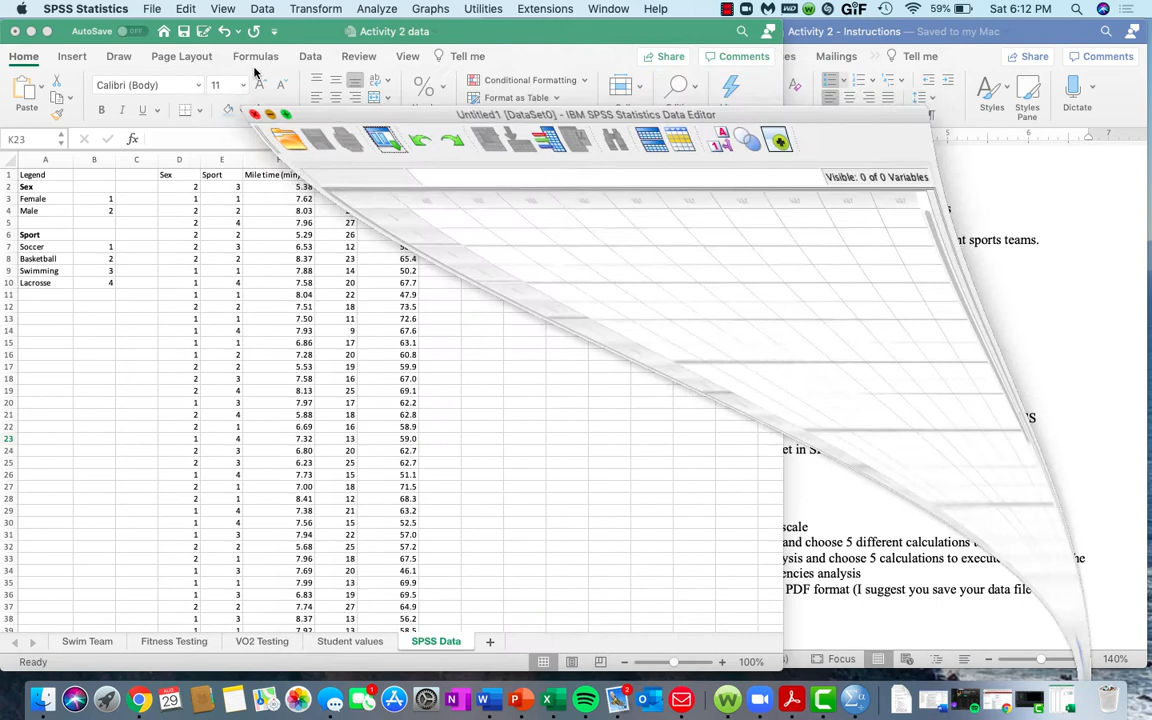 SPSS Statistics File Edit View Data Transform Analyze Graphs Utilities Extensions Window Help GIF 59% Sat 6:12 PM
AutoSave OFF Activity 2 data Activity 2 - Instructions — Saved to my Mac
Home Insert Draw Page Layout Formulas Data Review View Tell me Share Comments Mailings Tell me Share Comments
Paste Calibri (Body) 11 Conditional Formatting Format as Table Styles Styles Pane Dictate
Untitled1 [DataSet0] - IBM SPSS Statistics Data Editor
K23 fx
Visible: 0 of 0 Variables
A B C D E
1 Legend Sex Sport Mile time (min)
2 Sex 2 3 5.38
3 Female 1 1 1 7.62
4 Male 2 2 2 8.03
5 2 4 7.96 27
6 Sport 2 2 5.29 26
7 Soccer 1 2 3 6.53 12
8 Basketball 2 2 2 8.37 23 65.4
9 Swimming 3 1 1 7.88 14 50.2
10 Lacrosse 4 1 4 7.58 20 67.7
11 1 1 8.04 22 47.9
12 2 2 7.51 18 73.5
13 1 1 7.50 11 72.6
14 1 4 7.93 9 67.6
15 1 4 6.86 17 63.1
16 1 2 7.28 20 60.8
17 2 2 5.53 19 59.9
18 2 3 7.58 16 67.0
19 2 4 8.13 25 69.1
20 1 3 7.97 17 62.2
21 2 4 5.88 18 62.8
22 2 1 6.69 16 58.9
23 1 4 7.32 13 59.0
24 2 3 6.80 20 62.7
25 2 3 6.23 25 62.7
26 1 4 7.73 15 51.1
27 2 1 7.00 18 71.5
28 2 1 8.41 12 68.3
29 1 4 7.38 21 63.2
30 1 4 7.56 15 52.5
31 1 3 7.94 22 57.0
32 2 2 5.68 25 57.2
33 2 1 7.96 18 67.5
34 1 3 7.69 20 46.1
35 1 1 7.99 13 69.9
36 1 3 6.83 19 69.5
37 2 2 7.74 27 64.9
38 1 3 8.37 13 56.2
39 1 1 7.92 13 58.5
nt sports teams.
et in S
scale
and choose 5 different calculations t
ysis and choose 5 calculations to execut he
encies analysis
PDF format (I suggest you save your data file
Swim Team Fitness Testing VO2 Testing Student values SPSS Data +
Ready 100% Focus 140%